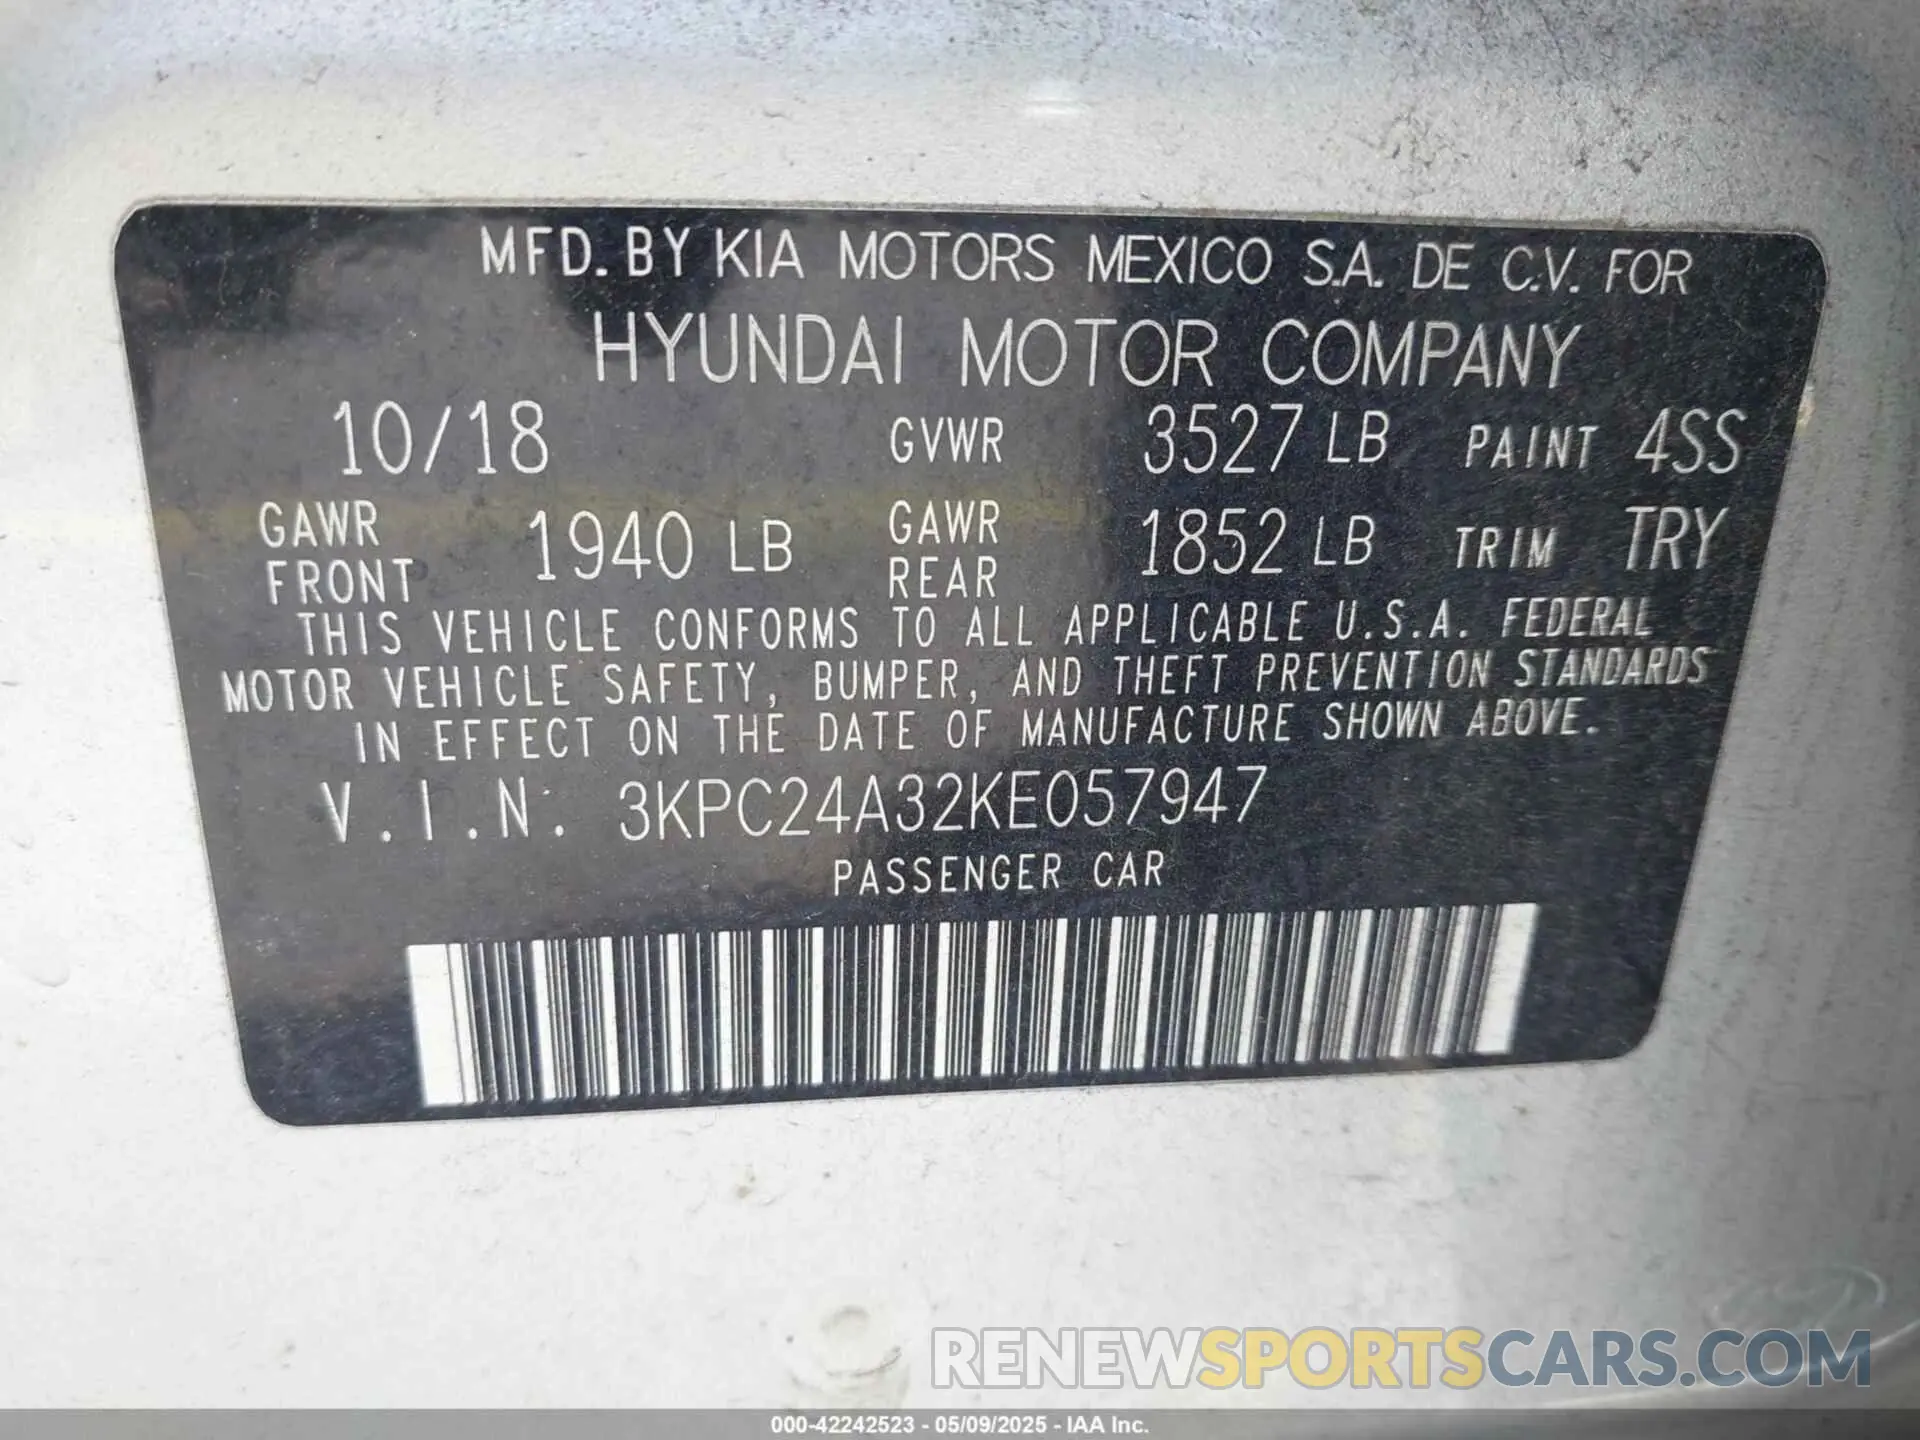 MFD. BY KIA MOTORS MEXICO S.A. DE C.V. FOR
HYUNDAI MOTOR COMPANY
10/18 GVWR 3527 LB PAINT 4SS
GAWR FRONT 1940 LB GAWR REAR 1852 LB TRIM TRY
THIS VEHICLE CONFORMS TO ALL APPLICABLE U.S.A. FEDERAL
MOTOR VEHICLE SAFETY, BUMPER, AND THEFT PREVENTION STANDARDS
IN EFFECT ON THE DATE OF MANUFACTURE SHOWN ABOVE.
V.I.N: 3KPC24A32KE057947
PASSENGER CAR
RENEWSPORTSCARS.COM
000-42242523 - 05/09/2025 - IAA Inc.